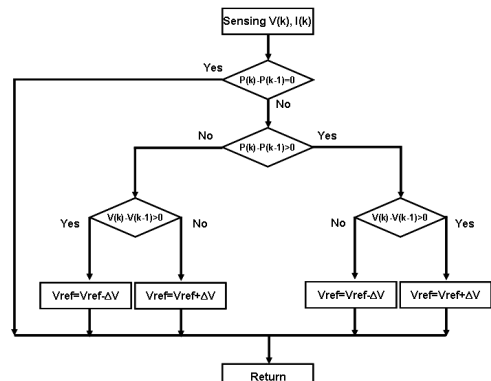 Sensing V(k), I(k)
Yes
P(k)-P(k-1)=0
No
No
P(k)-P(k-1)>0
Yes
Yes
V(k)-V(k-1)>0
No
No
V(k)-V(k-1)>0
Yes
Vref=Vref-ΔV
Vref=Vref+ΔV
Vref=Vref-ΔV
Vref=Vref+ΔV
Return